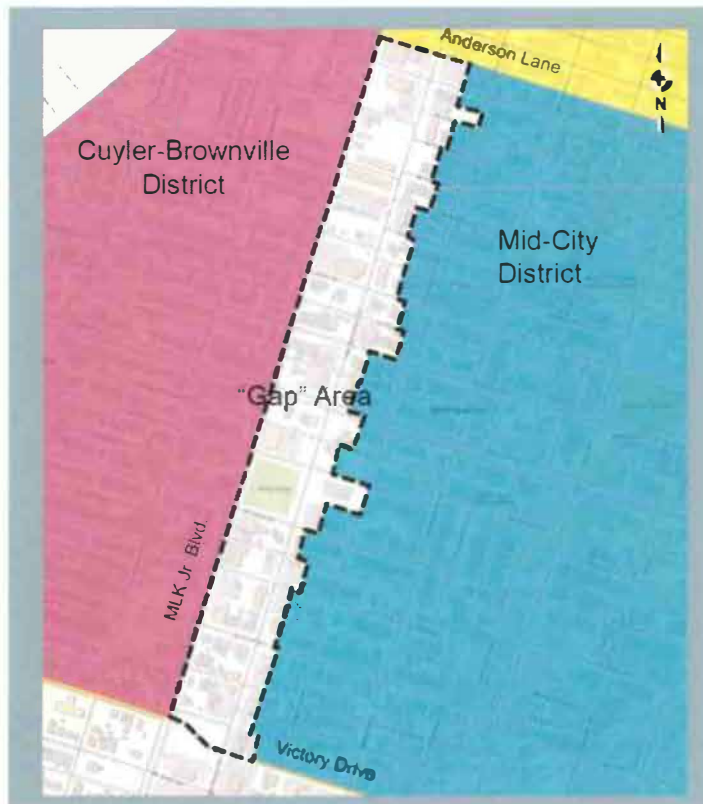 Anderson Lane
N
Cuyler-Brownville
District
Mid-City
District
"Gap" Area
MLK Jr. Blvd.
Victory Drive